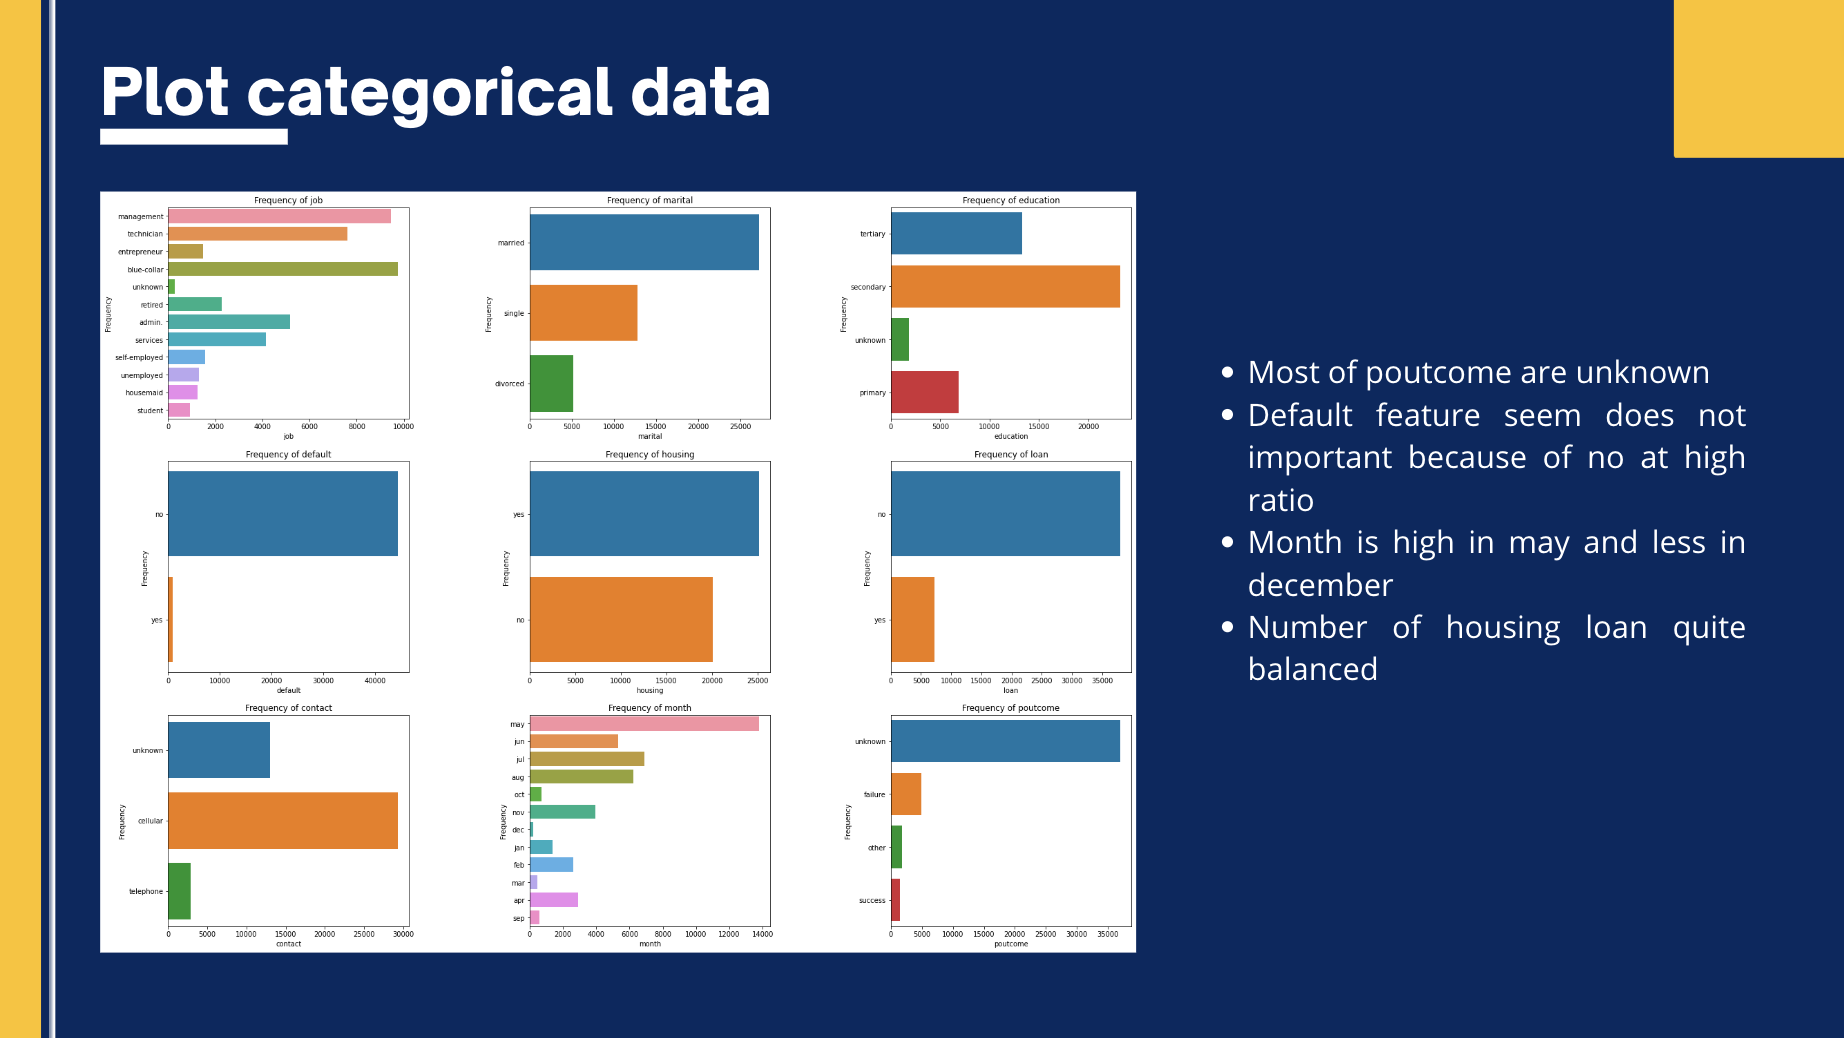 Plot categorical data
Frequency of job
management
technician
entrepreneur
blue-collar
unknown
retired
admin.
services
self-employed
unemployed
housemaid
student
Frequency
0 2000 4000 6000 8000 10000
job
Frequency of marital
married
single
divorced
Frequency
0 5000 10000 15000 20000 25000
marital
Frequency of education
tertiary
secondary
unknown
primary
Frequency
0 5000 10000 15000 20000
education
Frequency of default
no
yes
Frequency
0 10000 20000 30000 40000
default
Frequency of housing
yes
no
Frequency
0 5000 10000 15000 20000 25000
housing
Frequency of loan
no
yes
Frequency
0 5000 10000 15000 20000 25000 30000 35000
loan
Frequency of contact
unknown
cellular
telephone
Frequency
0 5000 10000 15000 20000 25000 30000
contact
Frequency of month
may
jun
jul
aug
oct
nov
dec
jan
feb
mar
apr
sep
Frequency
0 2000 4000 6000 8000 10000 12000 14000
month
Frequency of poutcome
unknown
failure
other
success
Frequency
0 5000 10000 15000 20000 25000 30000 35000
poutcome
• Most of poutcome are unknown
• Default feature seem does not
important because of no at high
ratio
• Month is high in may and less in
december
• Number of housing loan quite
balanced